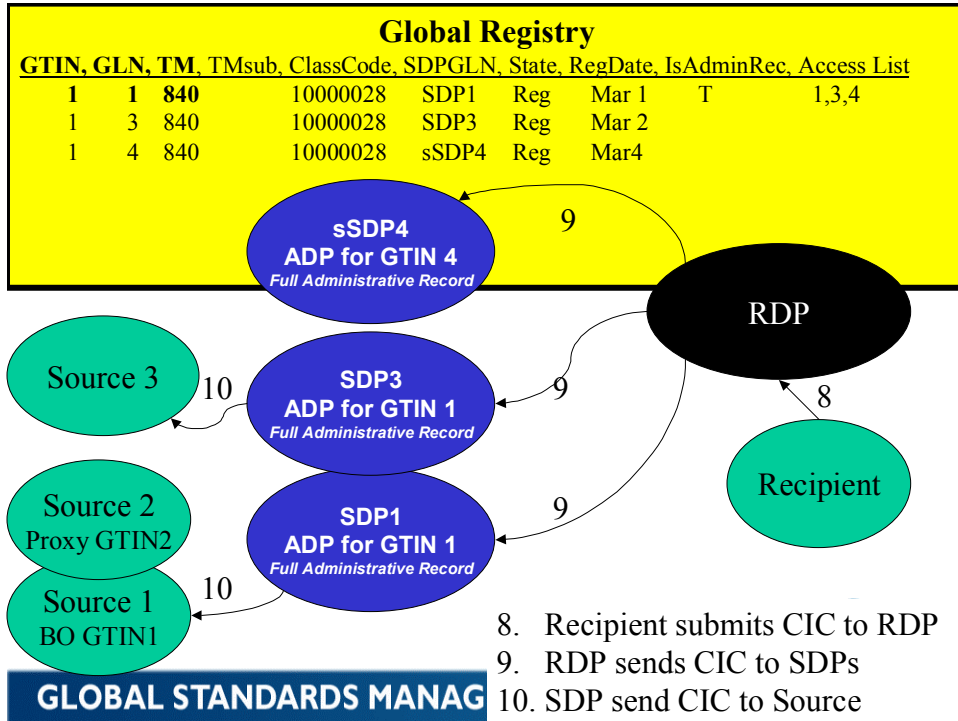 Global Registry
GTIN, GLN, TM, TMsub, ClassCode, SDPGLN, State, RegDate, IsAdminRec, Access List
1 1 840 10000028 SDP1 Reg Mar 1 T 1,3,4
1 3 840 10000028 SDP3 Reg Mar 2
1 4 840 10000028 sSDP4 Reg Mar4
sSDP4
ADP for GTIN 4
Full Administrative Record
9
RDP
Source 3
10
SDP3
ADP for GTIN 1
Full Administrative Record
9
8
Recipient
Source 2
Proxy GTIN2
SDP1
ADP for GTIN 1
Full Administrative Record
9
Source 1
BO GTIN1
10
8. Recipient submits CIC to RDP
9. RDP sends CIC to SDPs
10. SDP send CIC to Source
GLOBAL STANDARDS MANAG